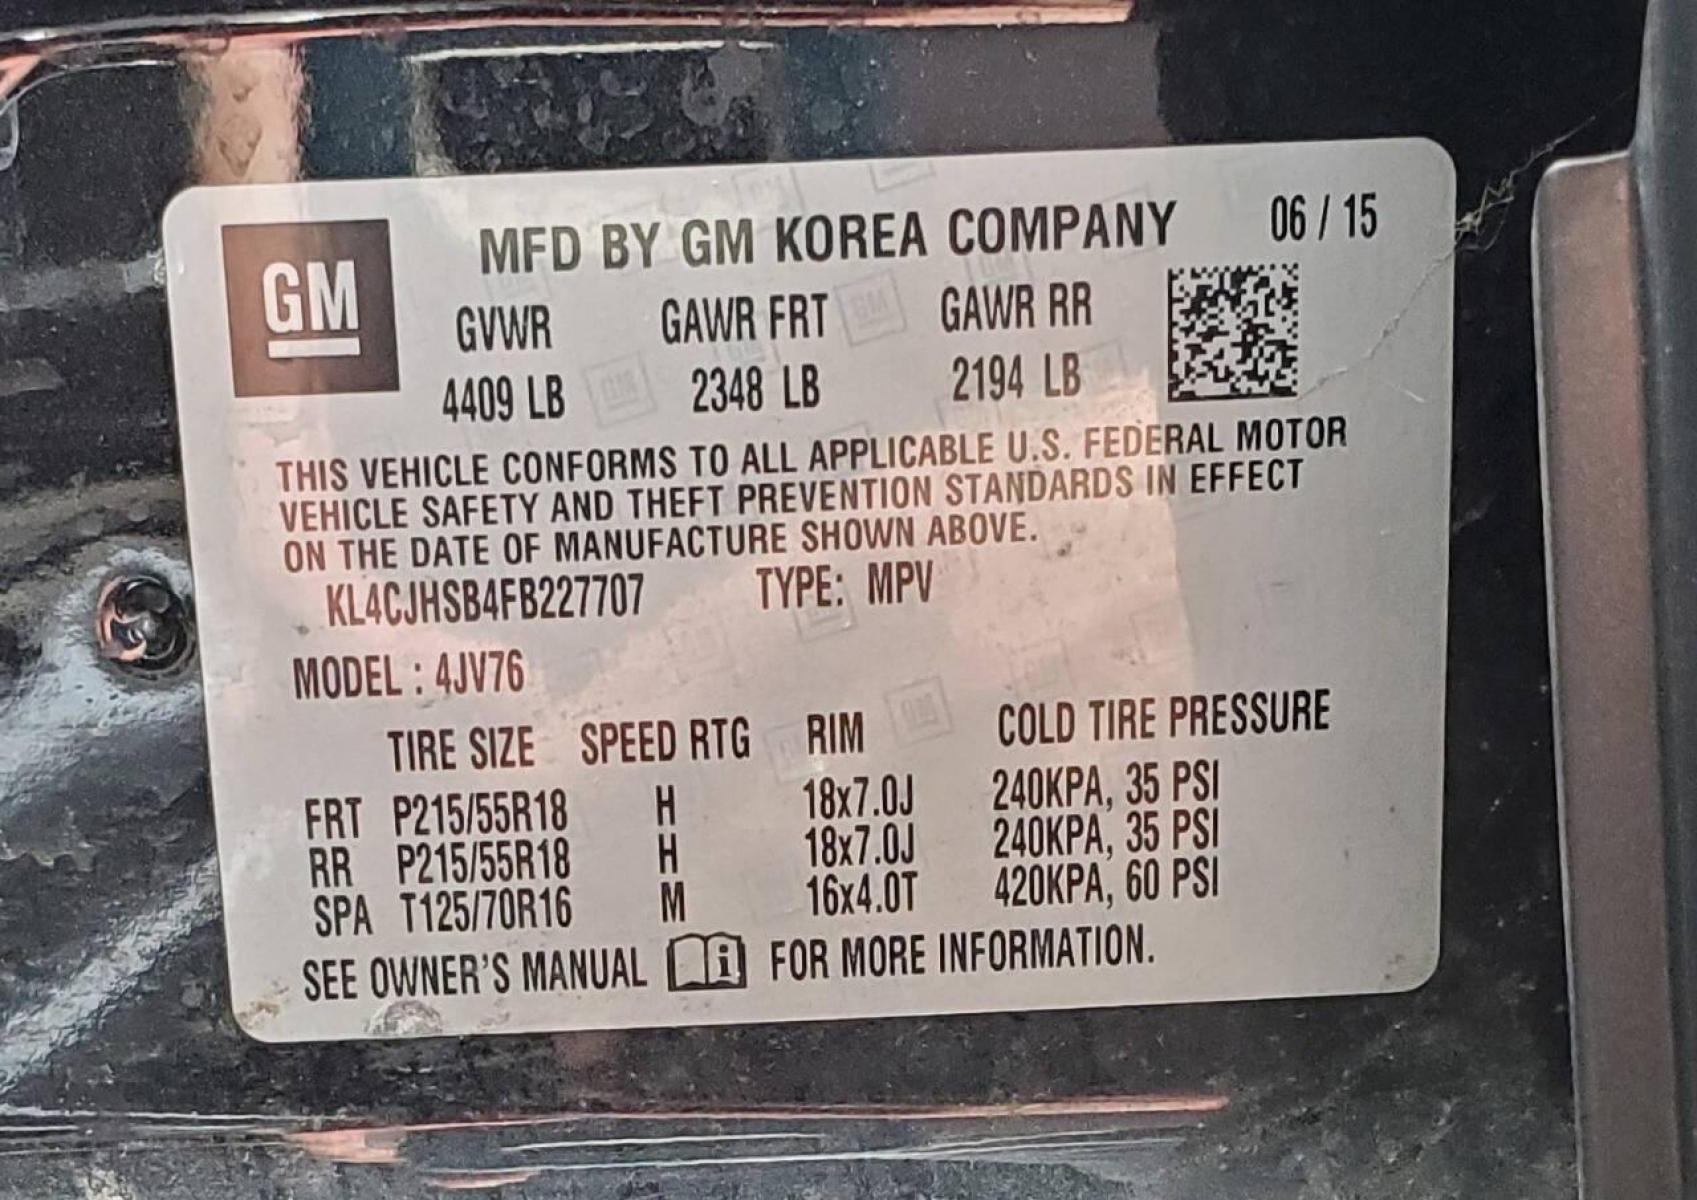 GM
MFD BY GM KOREA COMPANY 06 / 15
GVWR GAWR FRT GAWR RR
4409 LB 2348 LB 2194 LB
THIS VEHICLE CONFORMS TO ALL APPLICABLE U.S. FEDERAL MOTOR
VEHICLE SAFETY AND THEFT PREVENTION STANDARDS IN EFFECT
ON THE DATE OF MANUFACTURE SHOWN ABOVE.
KL4CJHSB4FB227707 TYPE: MPV
MODEL : 4JV76
TIRE SIZE SPEED RTG RIM COLD TIRE PRESSURE
FRT P215/55R18 H 18x7.0J 240KPA, 35 PSI
RR P215/55R18 H 18x7.0J 240KPA, 35 PSI
SPA T125/70R16 M 16x4.0T 420KPA, 60 PSI
SEE OWNER'S MANUAL i FOR MORE INFORMATION.